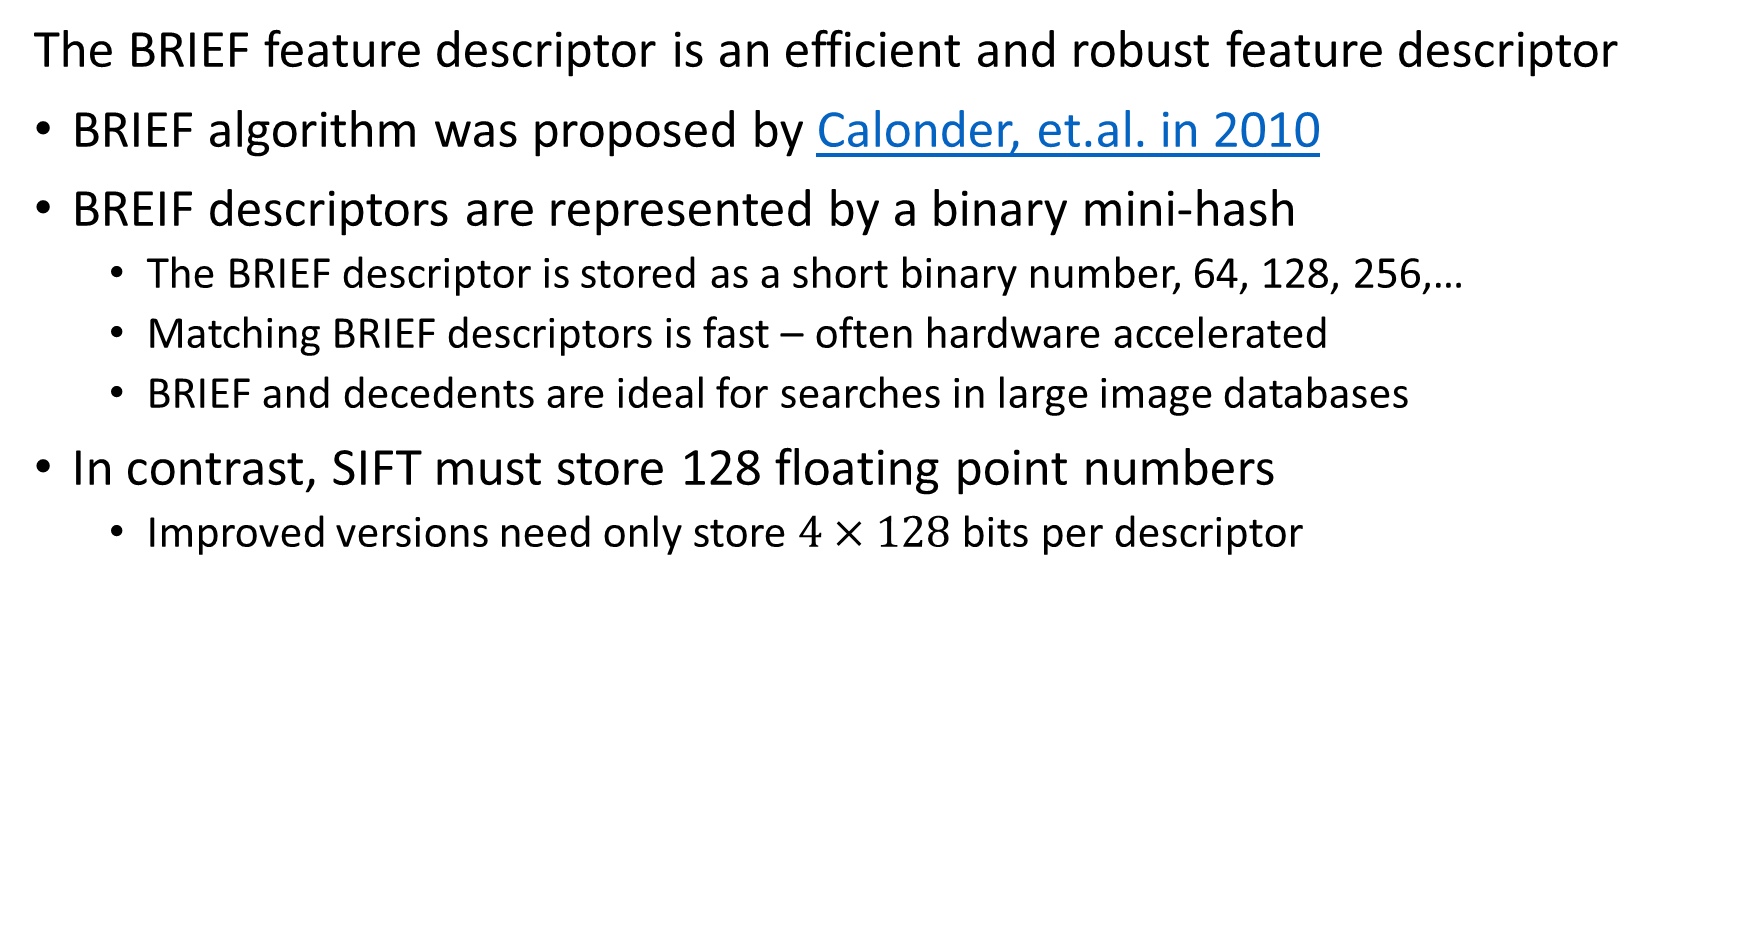 The BRIEF feature descriptor is an efficient and robust feature descriptor
• BRIEF algorithm was proposed by Calonder, et.al. in 2010
• BREIF descriptors are represented by a binary mini-hash
• The BRIEF descriptor is stored as a short binary number, 64, 128, 256,…
• Matching BRIEF descriptors is fast – often hardware accelerated
• BRIEF and decedents are ideal for searches in large image databases
• In contrast, SIFT must store 128 floating point numbers
• Improved versions need only store 4 × 128 bits per descriptor